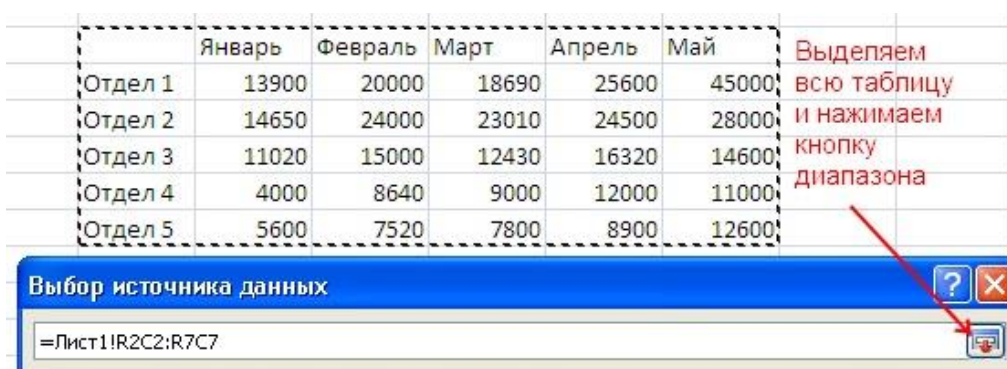 Январь Февраль Март Апрель Май
Отдел 1 13900 20000 18690 25600 45000
Отдел 2 14650 24000 23010 24500 28000
Отдел 3 11020 15000 12430 16320 14600
Отдел 4 4000 8640 9000 12000 11000
Отдел 5 5600 7520 7800 8900 12600
Выделяем
всю таблицу
и нажимаем
кнопку
диапазона
Выбор источника данных
=Лист1!R2C2:R7C7